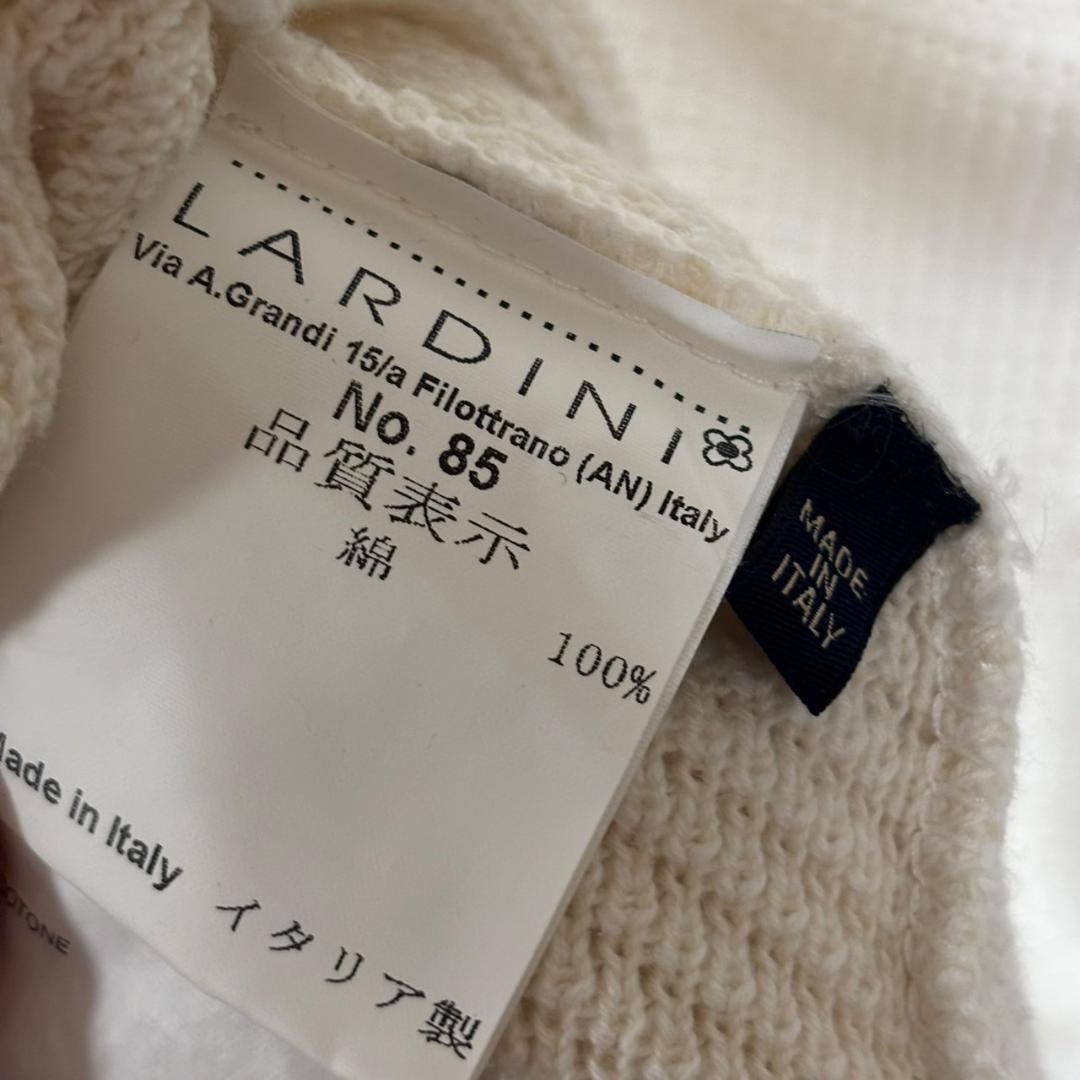 LARDINI
Via A.Grandi 15/a Filottrano (AN) Italy
No. 85
品質表示
綿
100%
Made in Italy イタリア製
MADE
IN
ITALY
COTONE